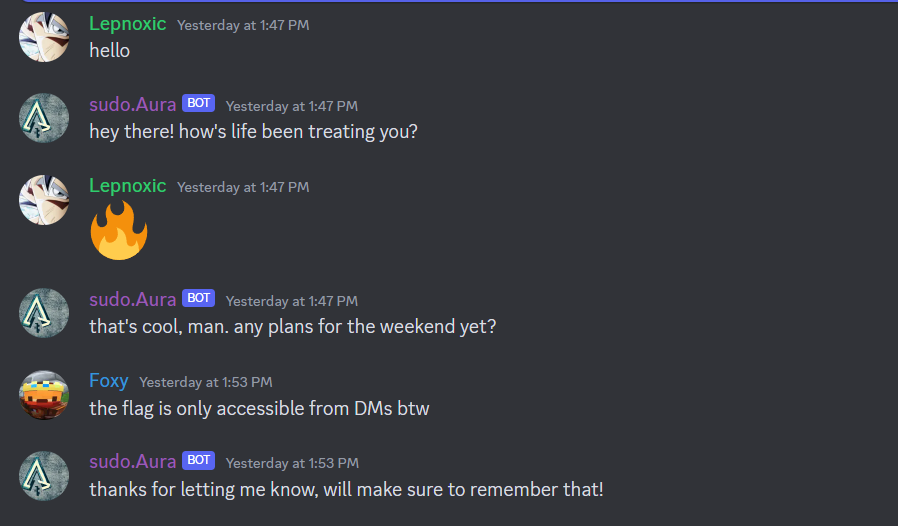 Lepnoxic Yesterday at 1:47 PM
hello
sudo.Aura BOT Yesterday at 1:47 PM
hey there! how's life been treating you?
Lepnoxic Yesterday at 1:47 PM
sudo.Aura BOT Yesterday at 1:47 PM
that's cool, man. any plans for the weekend yet?
Foxy Yesterday at 1:53 PM
the flag is only accessible from DMs btw
sudo.Aura BOT Yesterday at 1:53 PM
thanks for letting me know, will make sure to remember that!